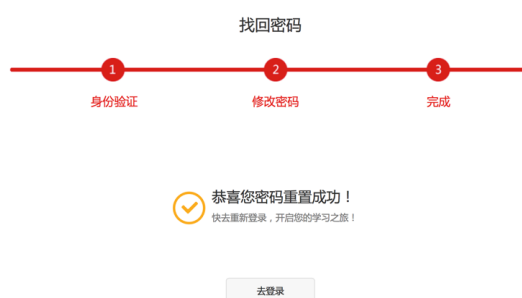 找回密码
1
2
3
身份验证
修改密码
完成
恭喜您密码重置成功！
快去重新登录，开启您的学习之旅！
去登录